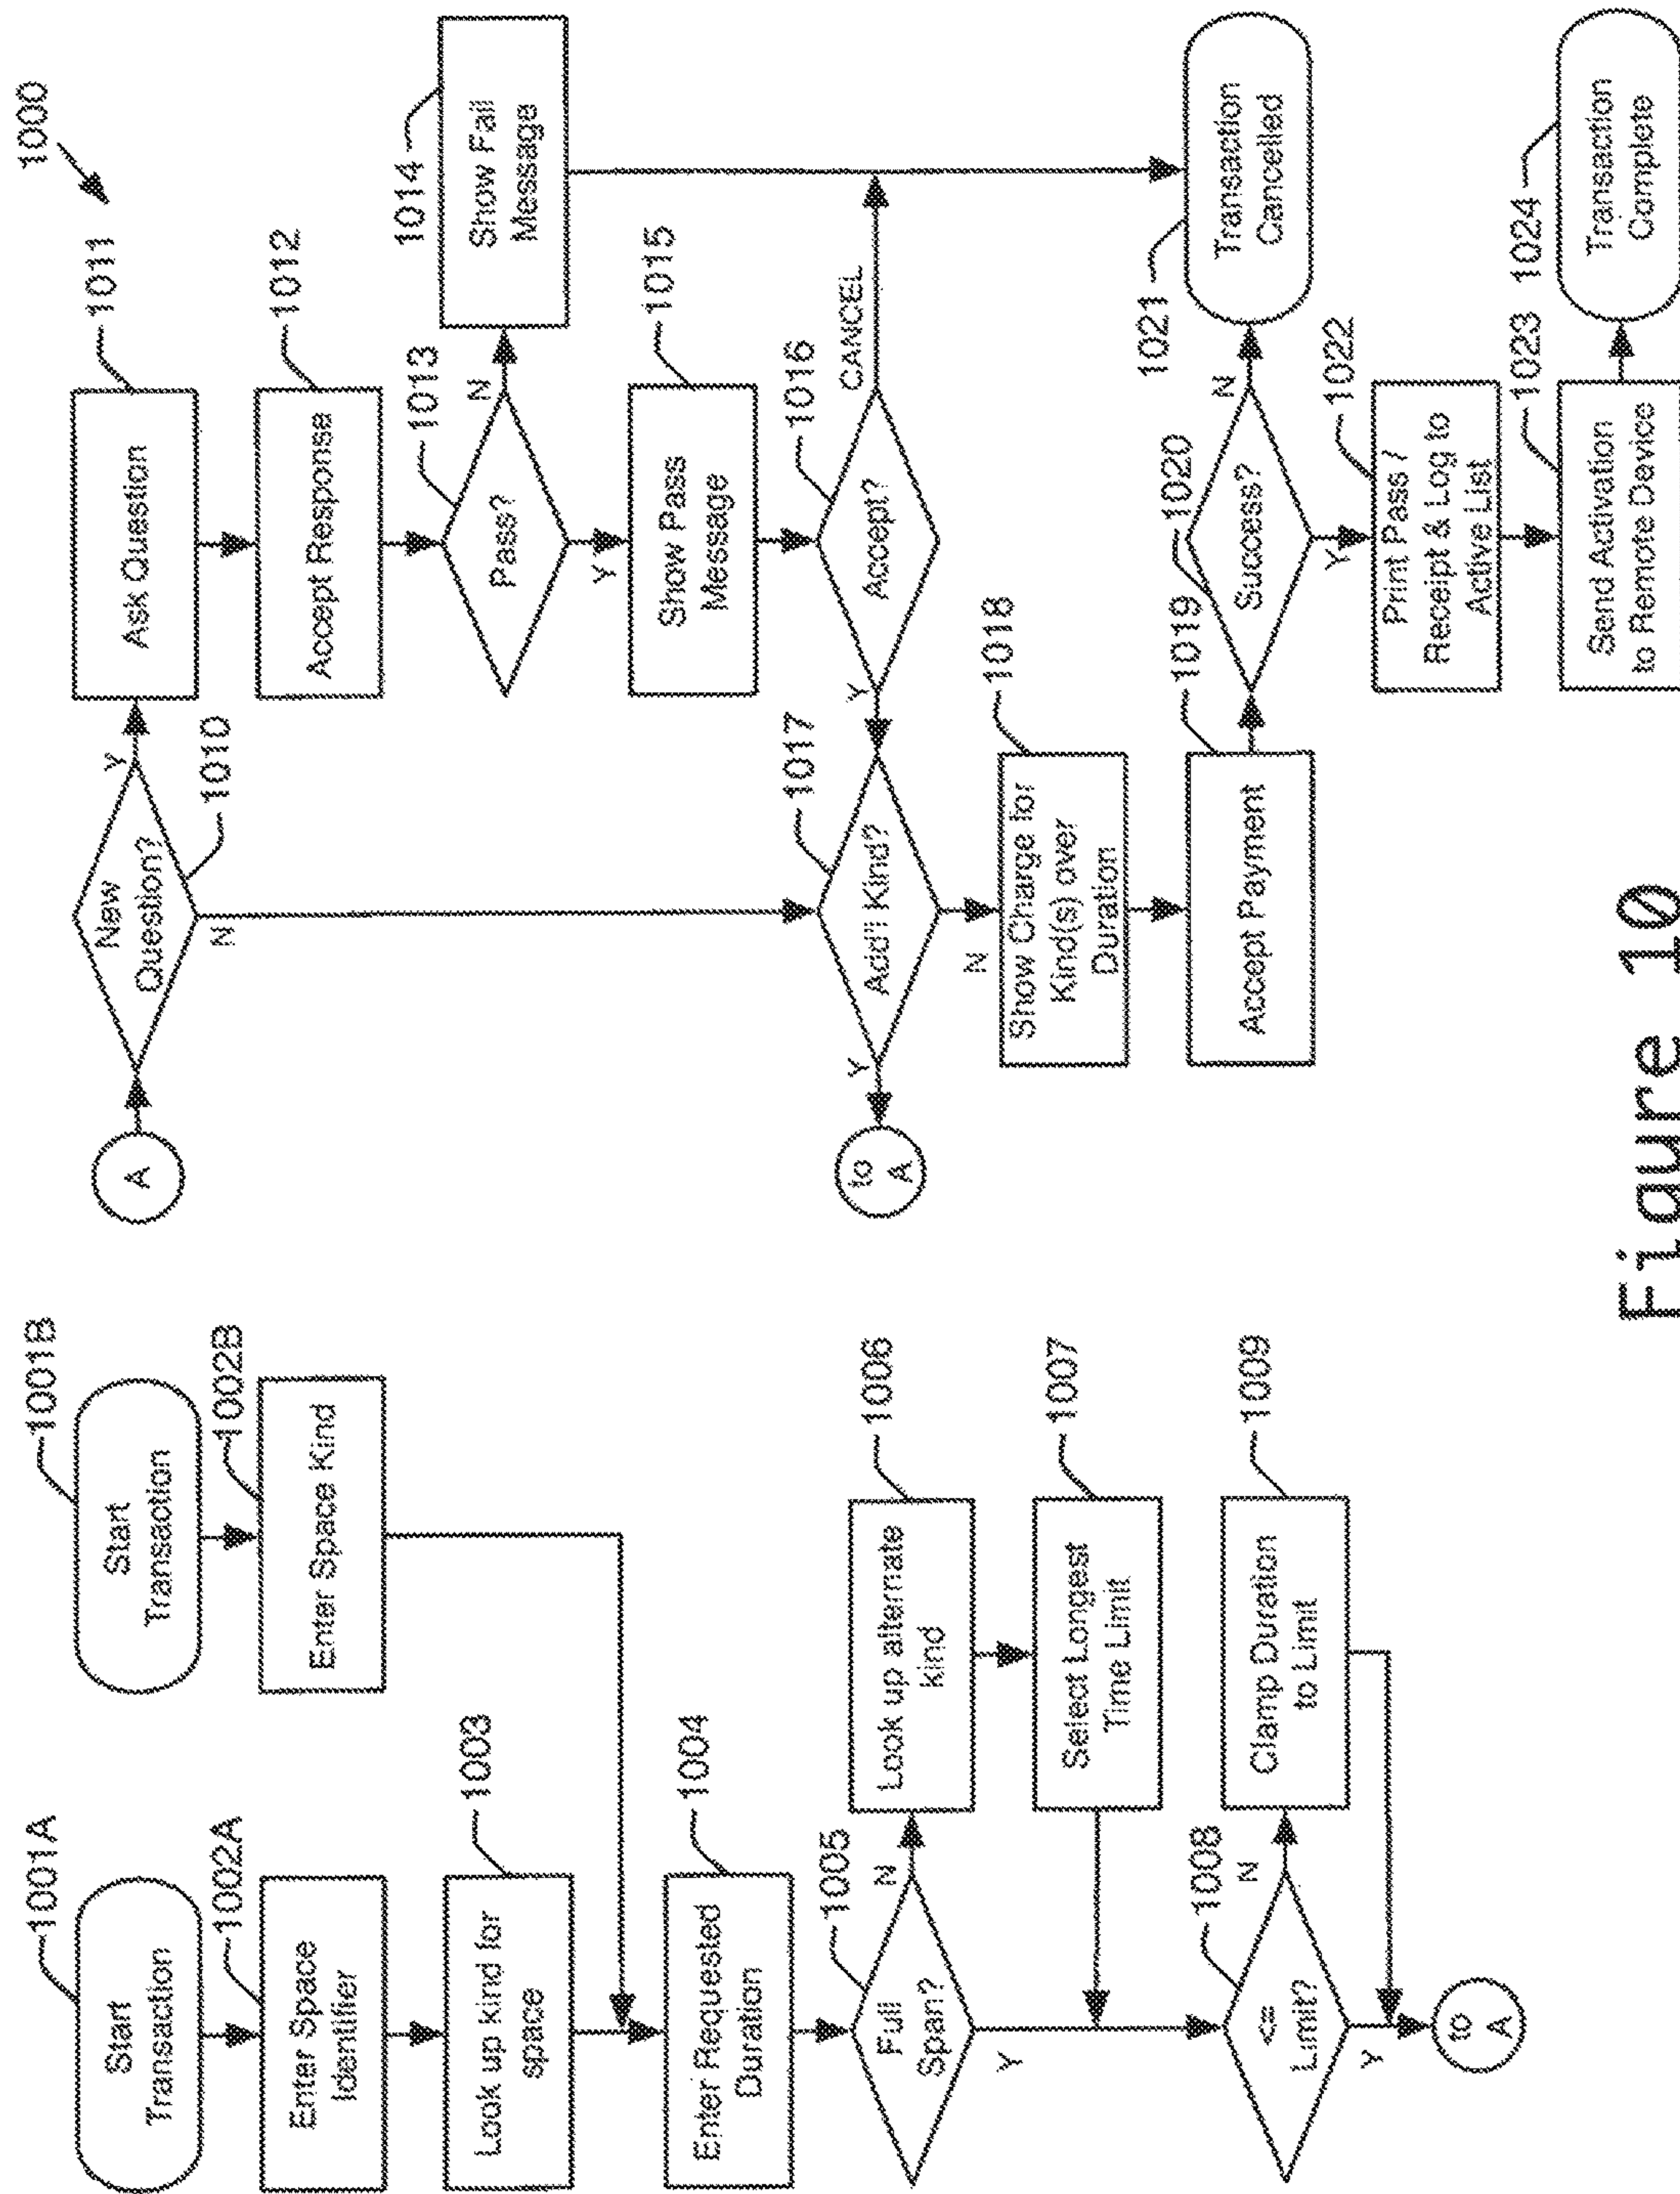 1000
1001A
Start
Transaction
1002A
Enter Space
Identifier
1003
Look up kind for
space
1001B
Start
Transaction
1002B
Enter Space Kind
1004
Enter Requested
Duration
1005
Full
Span?
N
Y
1006
Look up alternate
kind
1007
Select Longest
Time Limit
1008
<=
Limit?
N
Y
1009
Clamp Duration
to Limit
to
A
A
New
Question?
1010
Y
N
1011
Ask Question
1012
Accept Response
1013
Pass?
N
Y
1014
Show Fail
Message
1015
Show Pass
Message
1016
Accept?
CANCEL
Y
1017
Add'l Kind?
Y
N
to
A
1018
Show Charge for
Kind(s) over
Duration
1019
Accept Payment
1020
Success?
N
Y
1021
Transaction
Canceled
1022
Print Pass /
Receipt & Log to
Active List
1023
Send Activation
to Remote Device
1024
Transaction
Complete
Figure 10